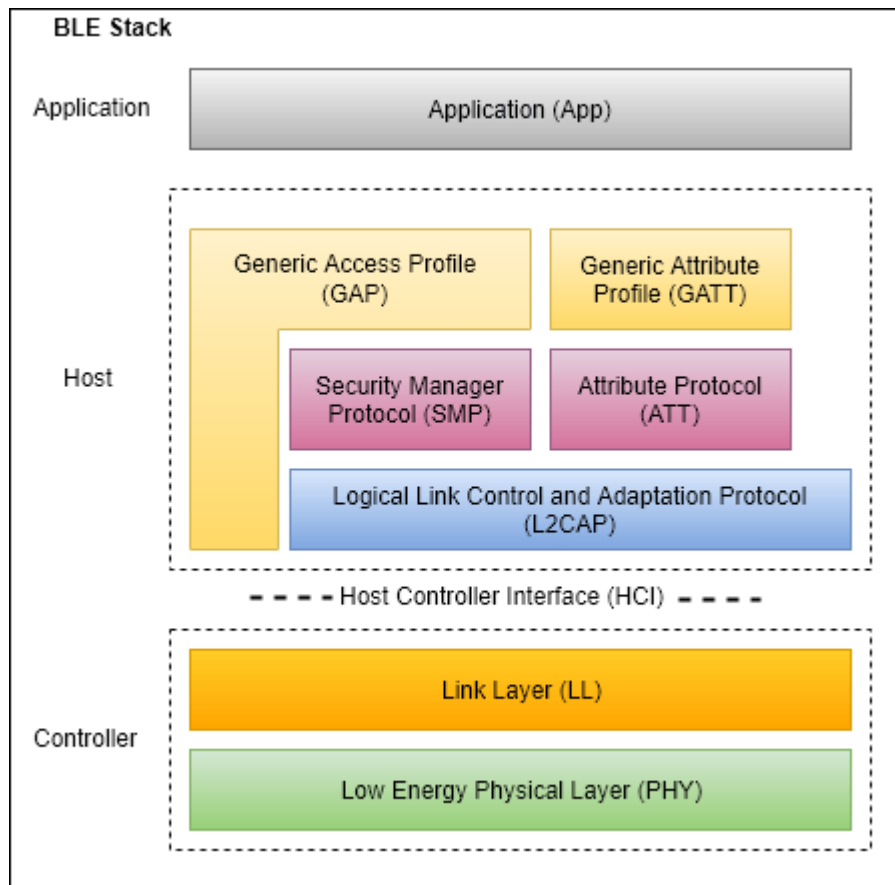 BLE Stack
Application
Application (App)
Generic Access Profile
(GAP)
Generic Attribute
Profile (GATT)
Host
Security Manager
Protocol (SMP)
Attribute Protocol
(ATT)
Logical Link Control and Adaptation Protocol
(L2CAP)
Host Controller Interface (HCI)
Link Layer (LL)
Controller
Low Energy Physical Layer (PHY)